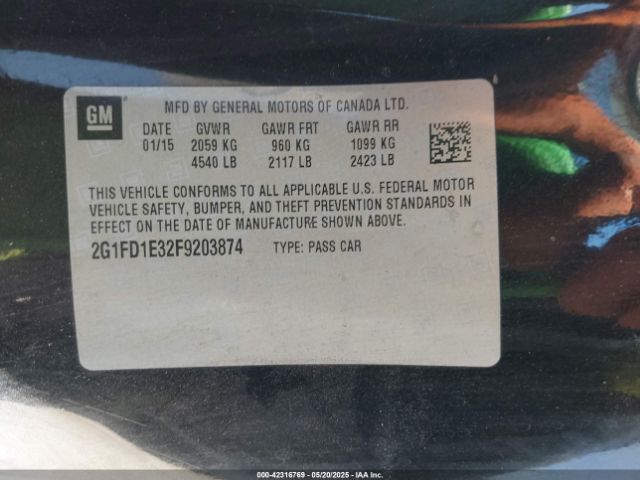 GM
MFD BY GENERAL MOTORS OF CANADA LTD.
DATE GVWR GAWR FRT GAWR RR
01/15 2059 KG 960 KG 1099 KG
4540 LB 2117 LB 2423 LB
THIS VEHICLE CONFORMS TO ALL APPLICABLE U.S. FEDERAL MOTOR
VEHICLE SAFETY, BUMPER, AND THEFT PREVENTION STANDARDS IN
EFFECT ON THE DATE OF MANUFACTURE SHOWN ABOVE.
2G1FD1E32F9203874 TYPE: PASS CAR
000-42316769 - 05/20/2025 - IAA Inc.